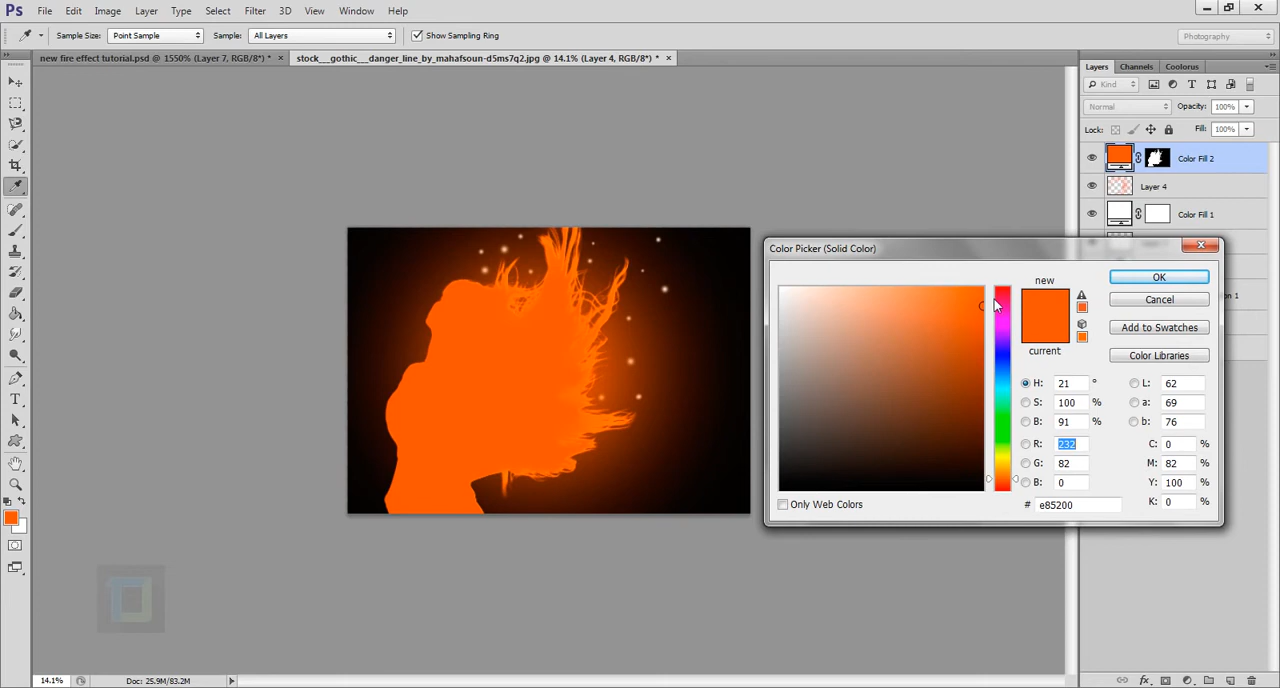 Ps File Edit Image Layer Type Select Filter 3D View Window Help
Sample Size: Point Sample Sample: All Layers Show Sampling Ring Photography
new fire effect tutorial.psd @ 1550% (Layer 7, RGB/8*) * × stock___gothic___danger_line_by_mahafsoun-d5ms7q2.jpg @ 14.1% (Layer 4, RGB/8*) * ×
Layers Channels Coolorus
Kind
Normal Opacity: 100%
Lock: Fill: 100%
Color Fill 2
Layer 4
Color Fill 1
Color Picker (Solid Color)
new
current
OK
Cancel
Add to Swatches
Color Libraries
H: 21 ° L: 62
S: 100 % a: 69
B: 91 % b: 76
R: 232 C: 0 %
G: 82 M: 82 %
B: 0 Y: 100 %
Only Web Colors # e85200 K: 0 %
14.1% Doc: 25.9M/83.2M